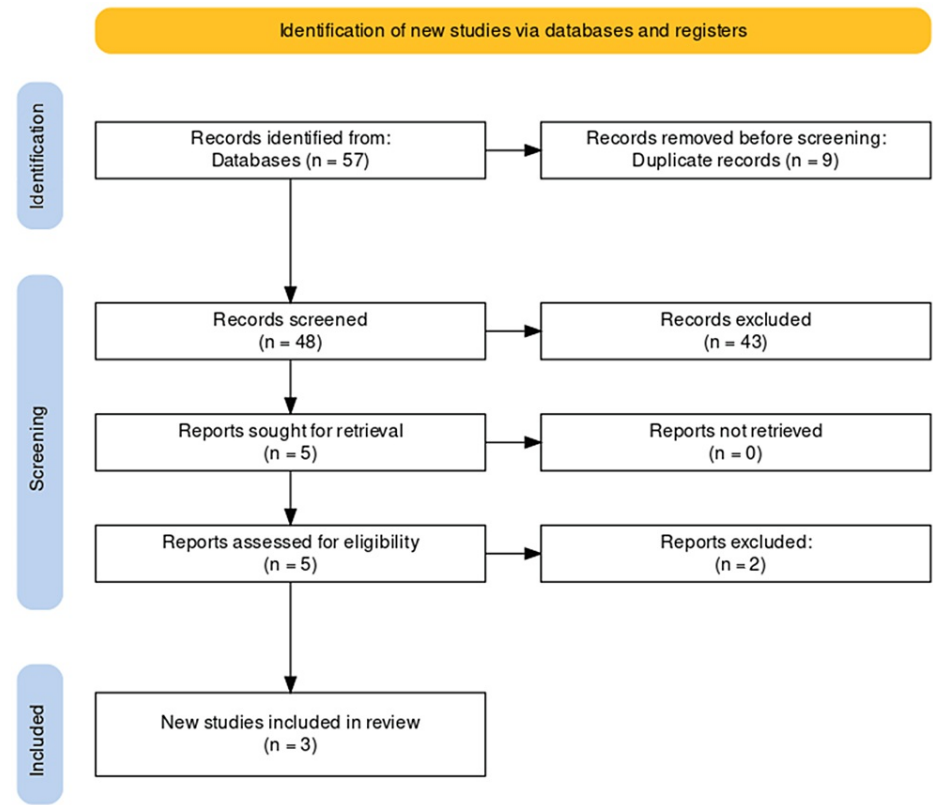 Identification of new studies via databases and registers
Identification
Records identified from:
Databases (n = 57)
Records removed before screening:
Duplicate records (n = 9)
Screening
Records screened
(n = 48)
Records excluded
(n = 43)
Reports sought for retrieval
(n = 5)
Reports not retrieved
(n = 0)
Reports assessed for eligibility
(n = 5)
Reports excluded:
(n = 2)
Included
New studies included in review
(n = 3)